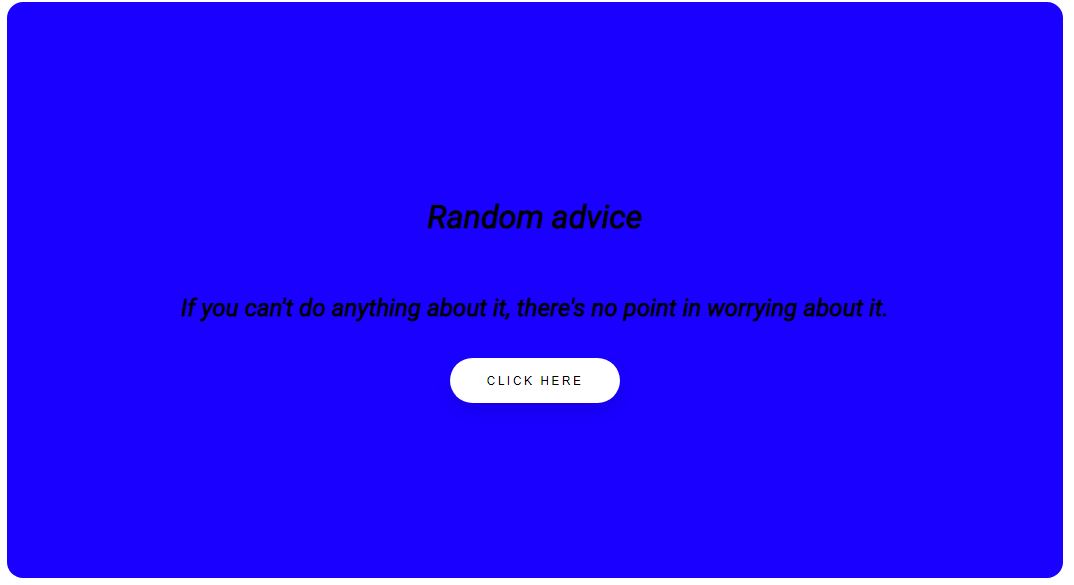 Random advice
If you can't do anything about it, there's no point in worrying about it.
CLICK HERE